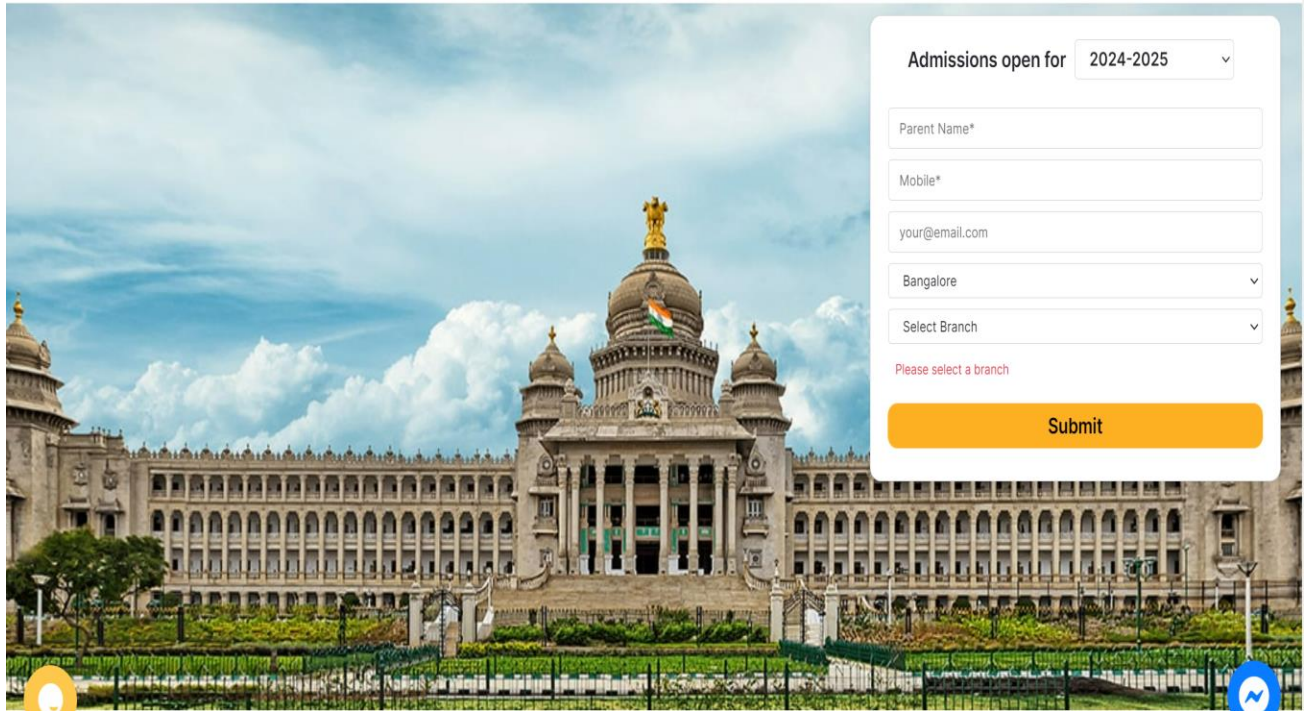 Admissions open for 2024-2025
Parent Name*
Mobile*
your@email.com
Bangalore
Select Branch
Please select a branch
Submit